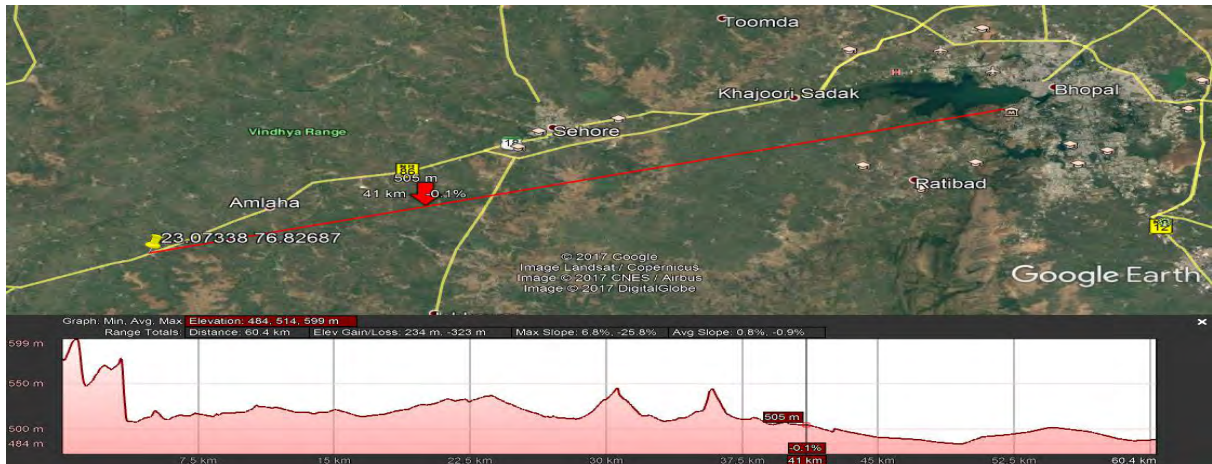 Toomda
Khajoori Sadak
Bhopal
Sehore
18
Vindhya Range
86
505 m
41 km -0.1%
Ratibad
Amlaha
23.07338 76.82687
12
© 2017 Google
Image Landsat / Copernicus
Image © 2017 CNES / Airbus
Image © 2017 DigitalGlobe
Google Earth
Graph: Min, Avg, Max Elevation: 484, 514, 599 m
Range Totals: Distance: 60.4 km Elev Gain/Loss: 234 m, -323 m Max Slope: 6.8%, -25.8% Avg Slope: 0.8%, -0.9%
599 m
550 m
500 m
484 m
505 m
-0.1%
7.5 km 15 km 22.5 km 30 km 37.5 km 41 km 45 km 52.5 km 60.4 km